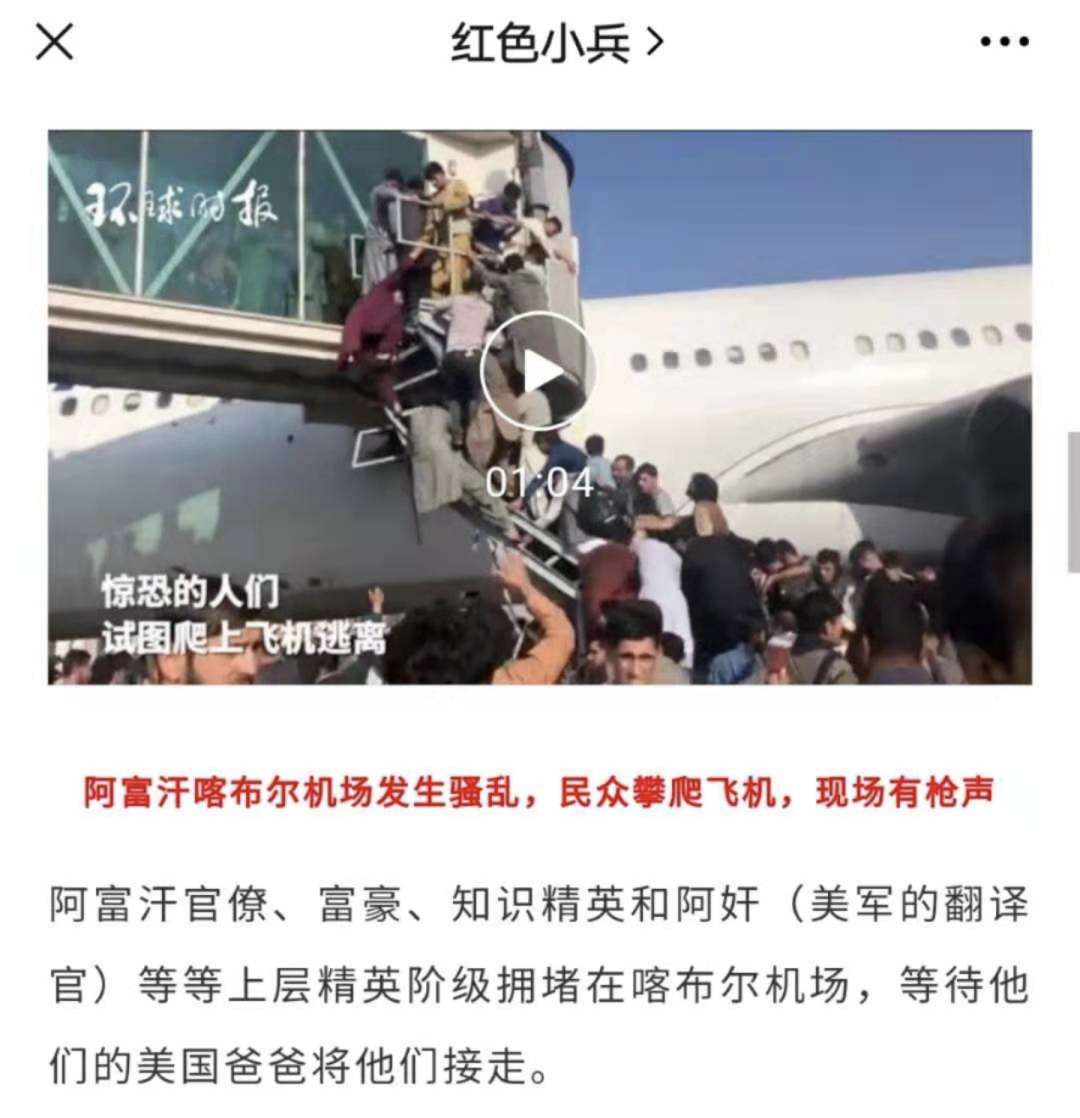 红色小兵
环球时报
01:04
惊恐的人们
试图爬上飞机逃离
阿富汗喀布尔机场发生骚乱，民众攀爬飞机，现场有枪声
阿富汗官僚、富豪、知识精英和阿奸（美军的翻译
官）等等上层精英阶级拥堵在喀布尔机场，等待他
们的美国爸爸将他们接走。